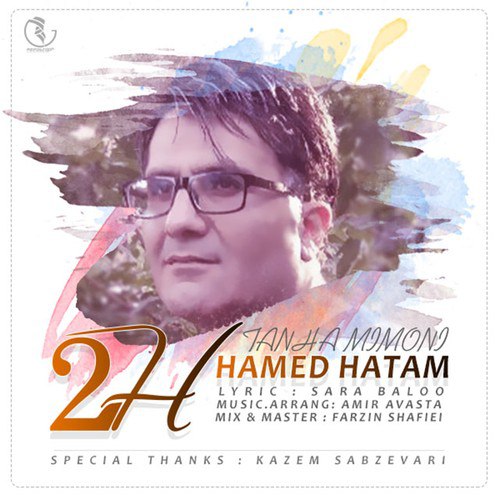 TANHA MIMONI
2H
HAMED HATAM
LYRIC : SARA BALOO
MUSIC.ARRANG: AMIR AVASTA
MIX & MASTER : FARZIN SHAFIEI
SPECIAL THANKS : KAZEM SABZEVARI